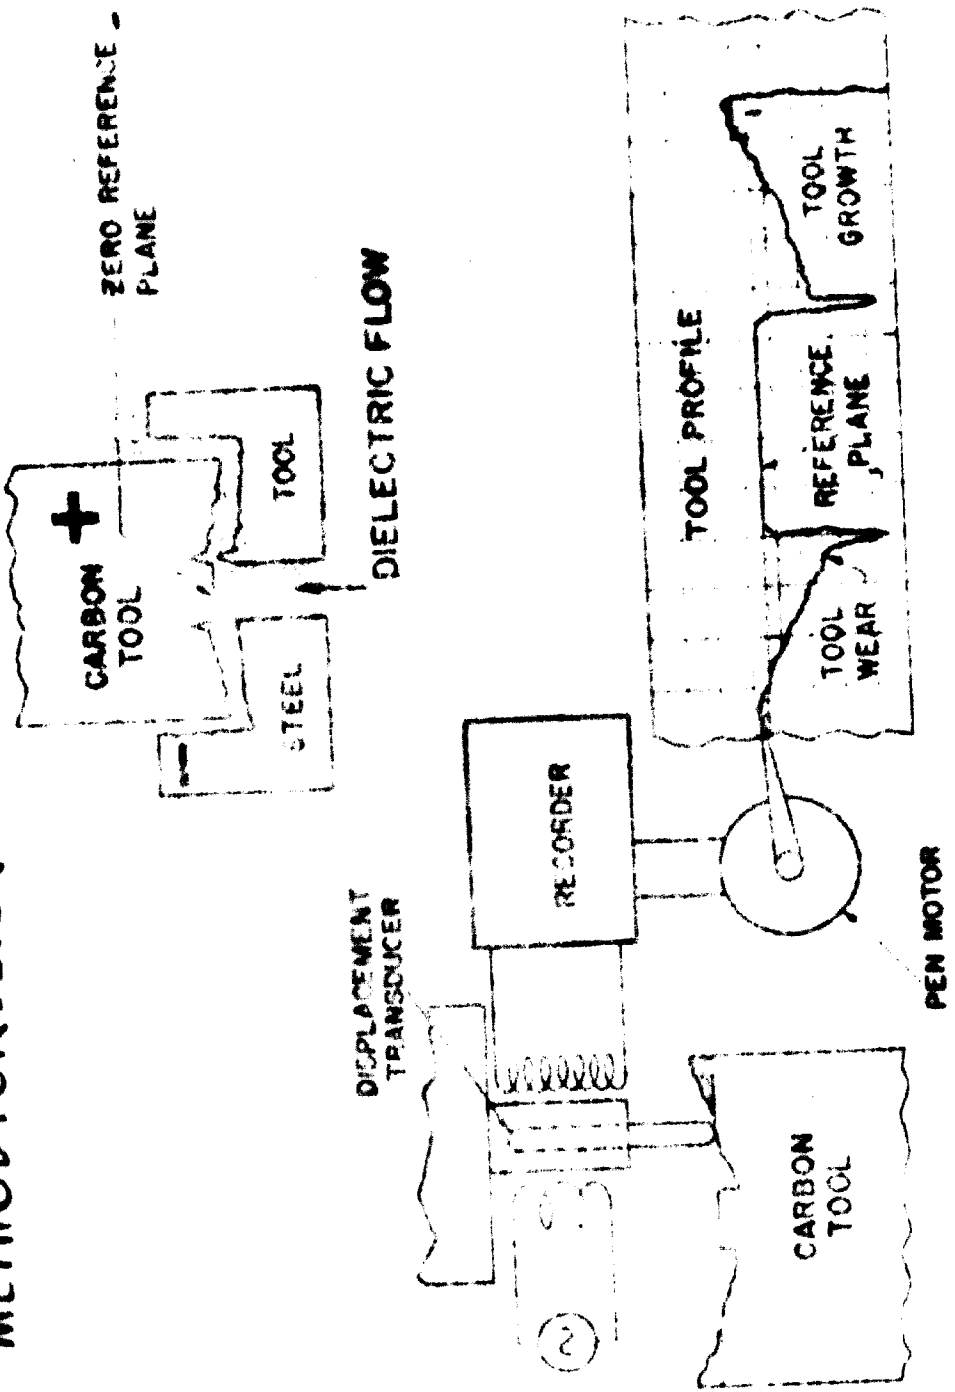 ZERO REFERENCE
PLANE
+
CARBON
TOOL
TOOL
STEEL
DIELECTRIC FLOW
DISPLACEMENT
TRANSDUCER
RECORDER
CARBON
TOOL
PEN MOTOR
TOOL PROFILE
TOOL
WEAR
REFERENCE
PLANE
TOOL
GROWTH